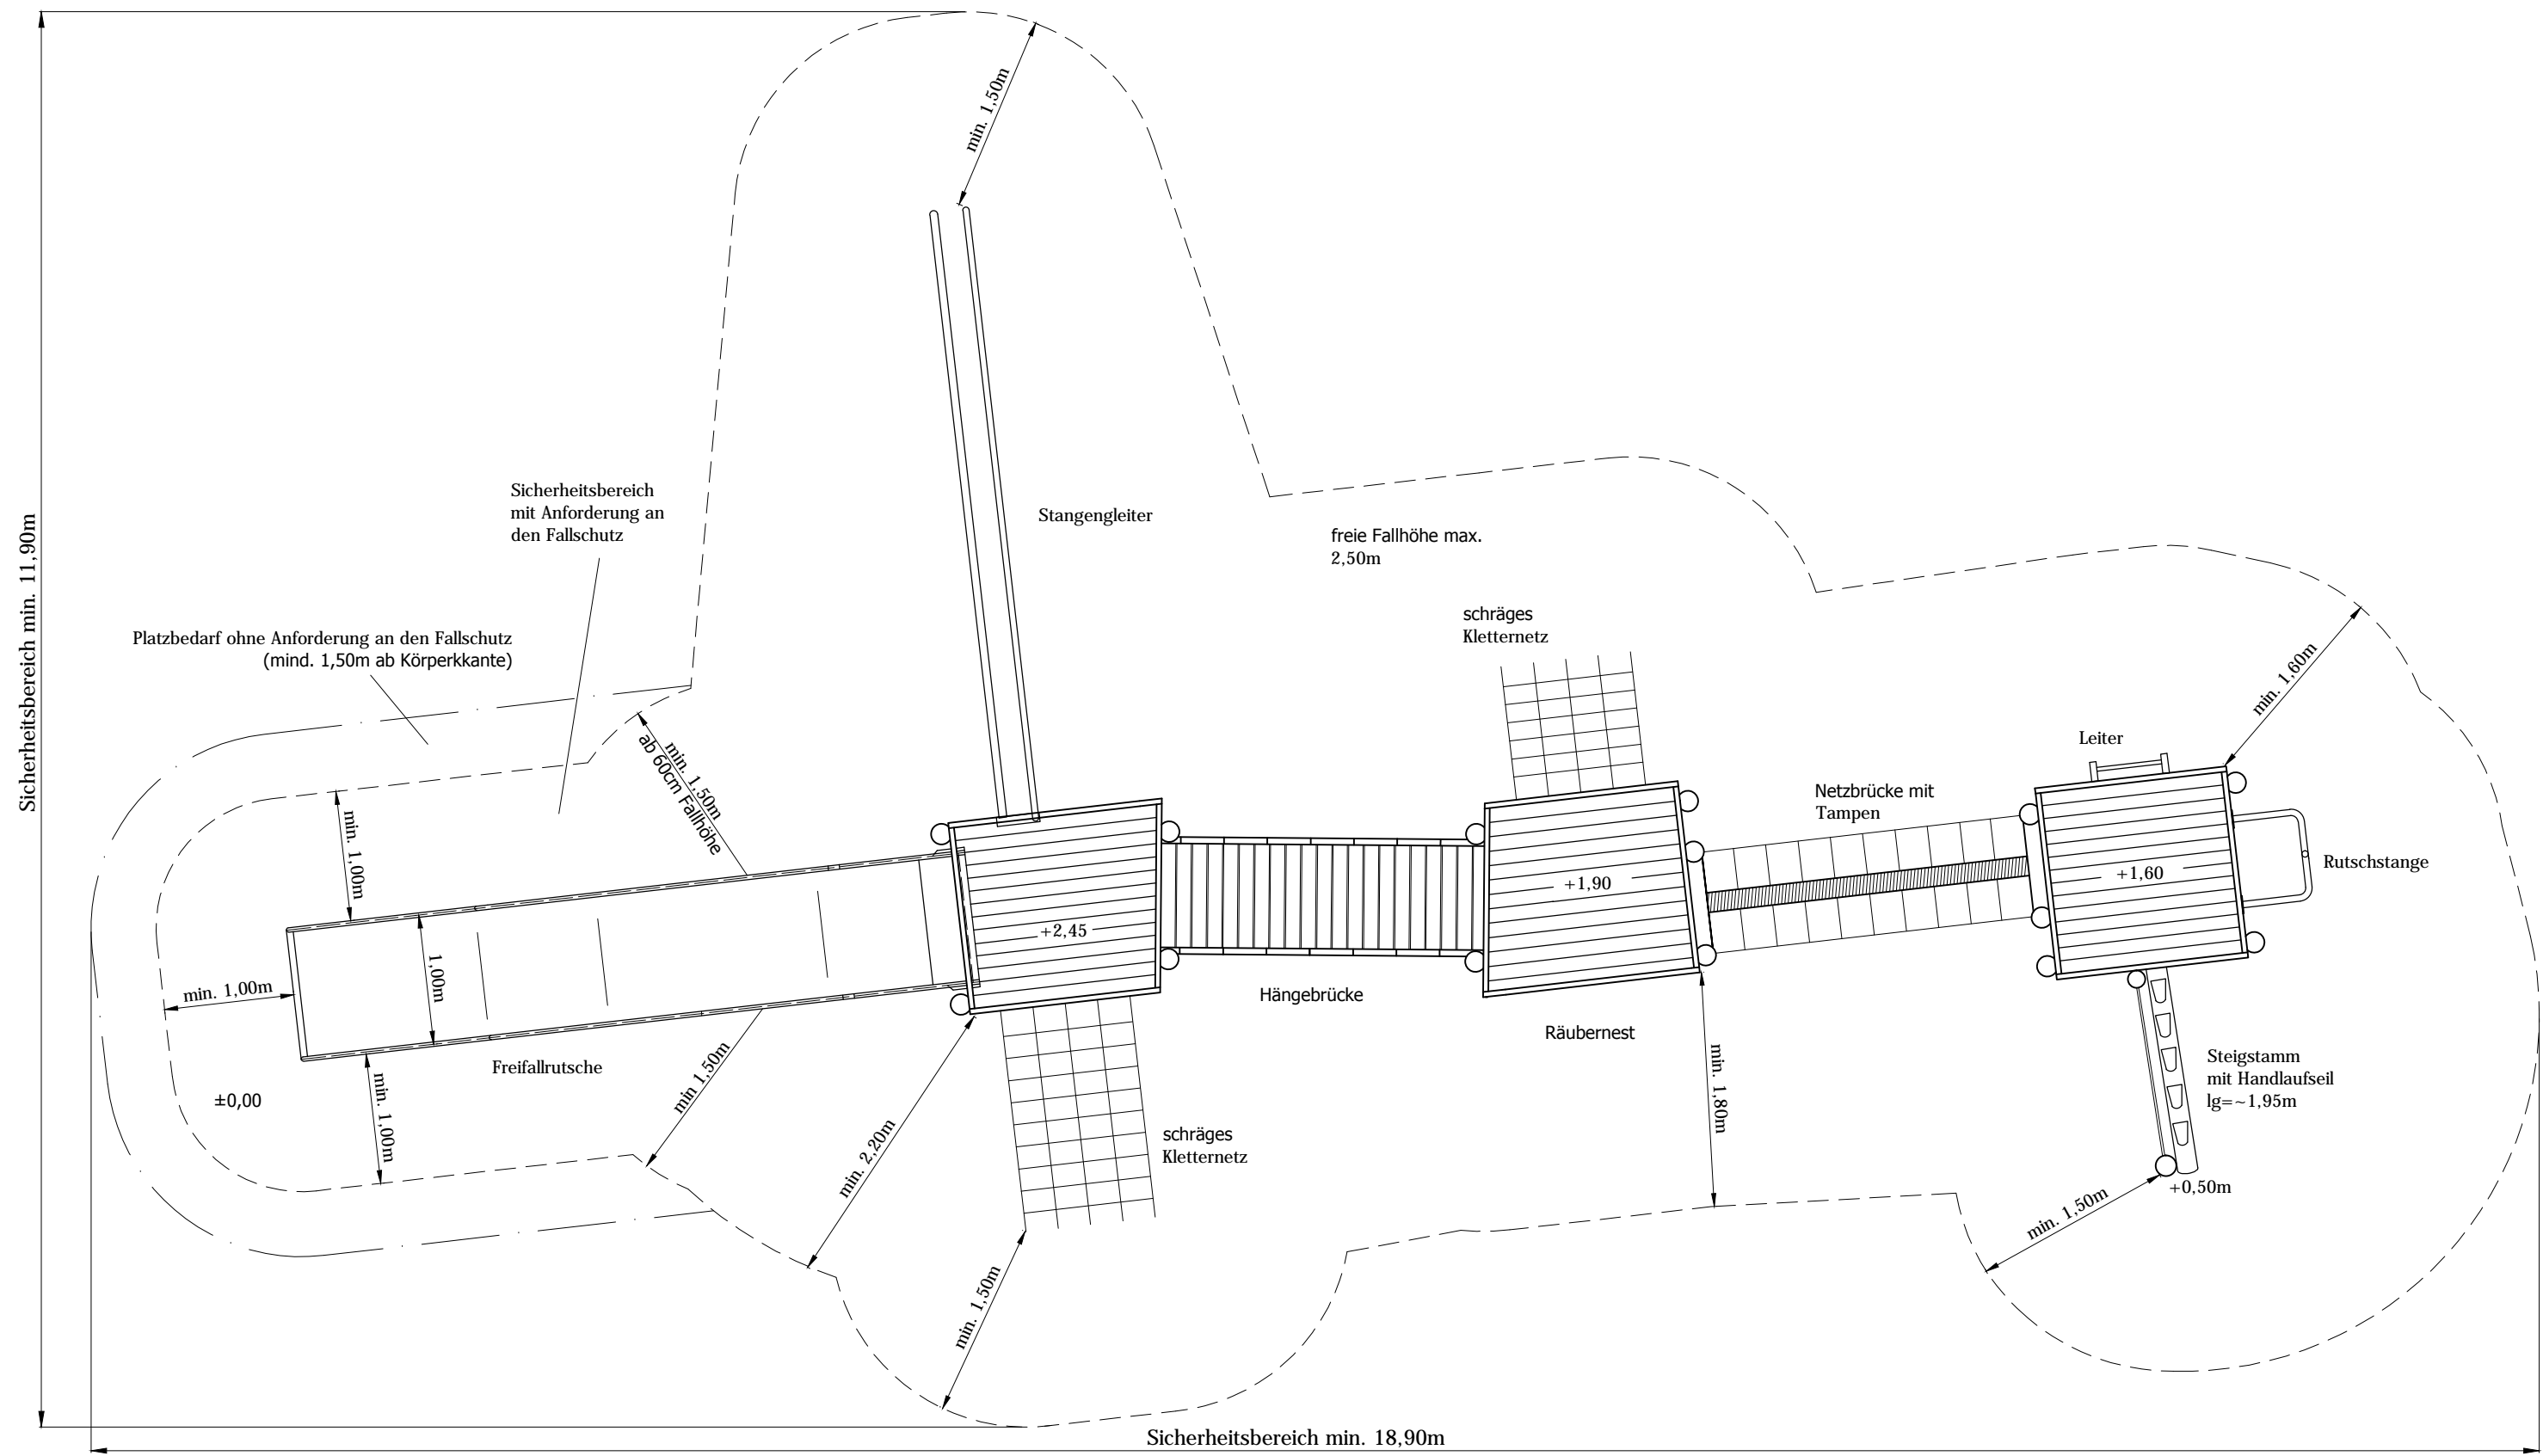 min. 1,50m
Sicherheitsbereich min. 11,90m
Sicherheitsbereich
mit Anforderung an
den Fallschutz
Stangengleiter
freie Fallhöhe max.
2,50m
Platzbedarf ohne Anforderung an den Fallschutz
(mind. 1,50m ab Körperkkante)
schräges
Kletternetz
min. 1,60m
min. 1,50m
ab 60cm Fallhöhe
Leiter
Netzbrücke mit
Tampen
min. 1,00m
+2,45
+1,90
+1,60
Rutschstange
min. 1,00m
1,00m
Hängebrücke
Räubernest
Freifallrutsche
±0,00
min. 1,00m
min 1,50m
min. 2,20m
schräges
Kletternetz
min. 1,80m
Steigstamm
mit Handlaufseil
lg=~1,95m
+0,50m
min. 1,50m
min. 1,50m
Sicherheitsbereich min. 18,90m